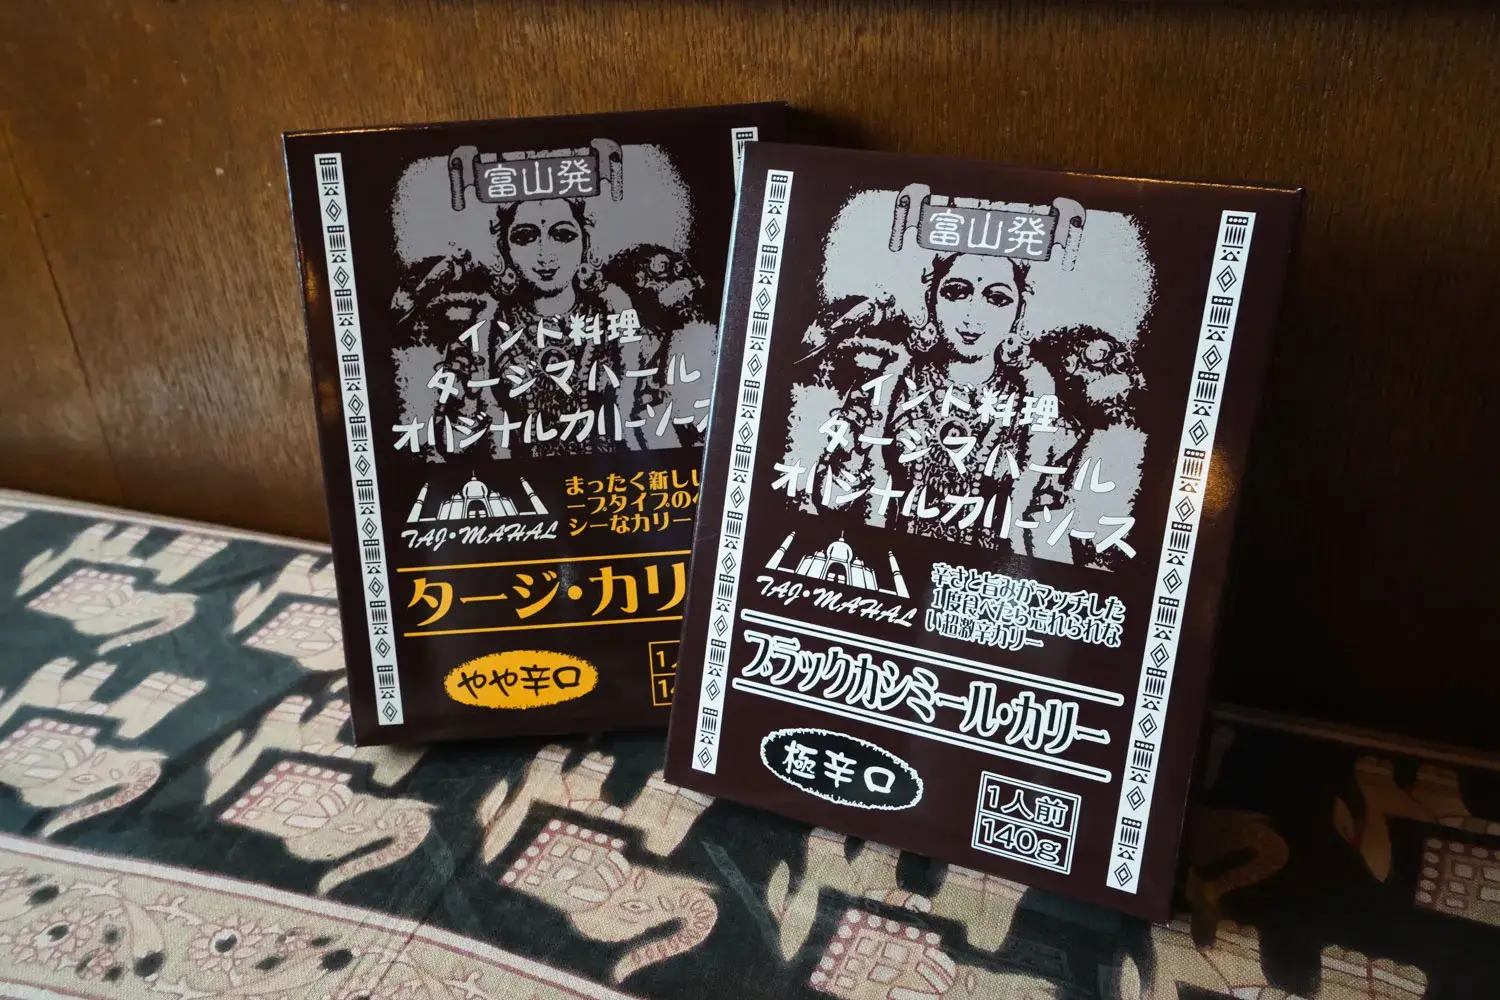 富山発
インド料理
タージマハール
オリジナルカリーソース
まったく新しい
ープタイプの
シーなカリー
TAJ・MAHAL
タージ・カリ
やや辛口
富山発
インド料理
タージマハール
オリジナルカリーソース
辛さと旨みがマッチした
1度食べたら忘れられな
い超激辛カリー
TAJ・MAHAL
ブラックカシミール・カリー
極辛口
1人前
140g